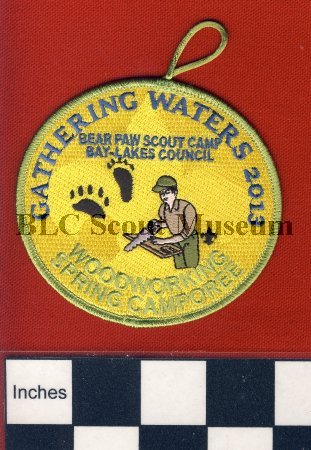 GATHERING WATERS 2013
BEAR PAW SCOUT CAMP
BAY-LAKES COUNCIL
BLC Scout Museum
WOODWORKING
SPRING CAMPOREE
Inches